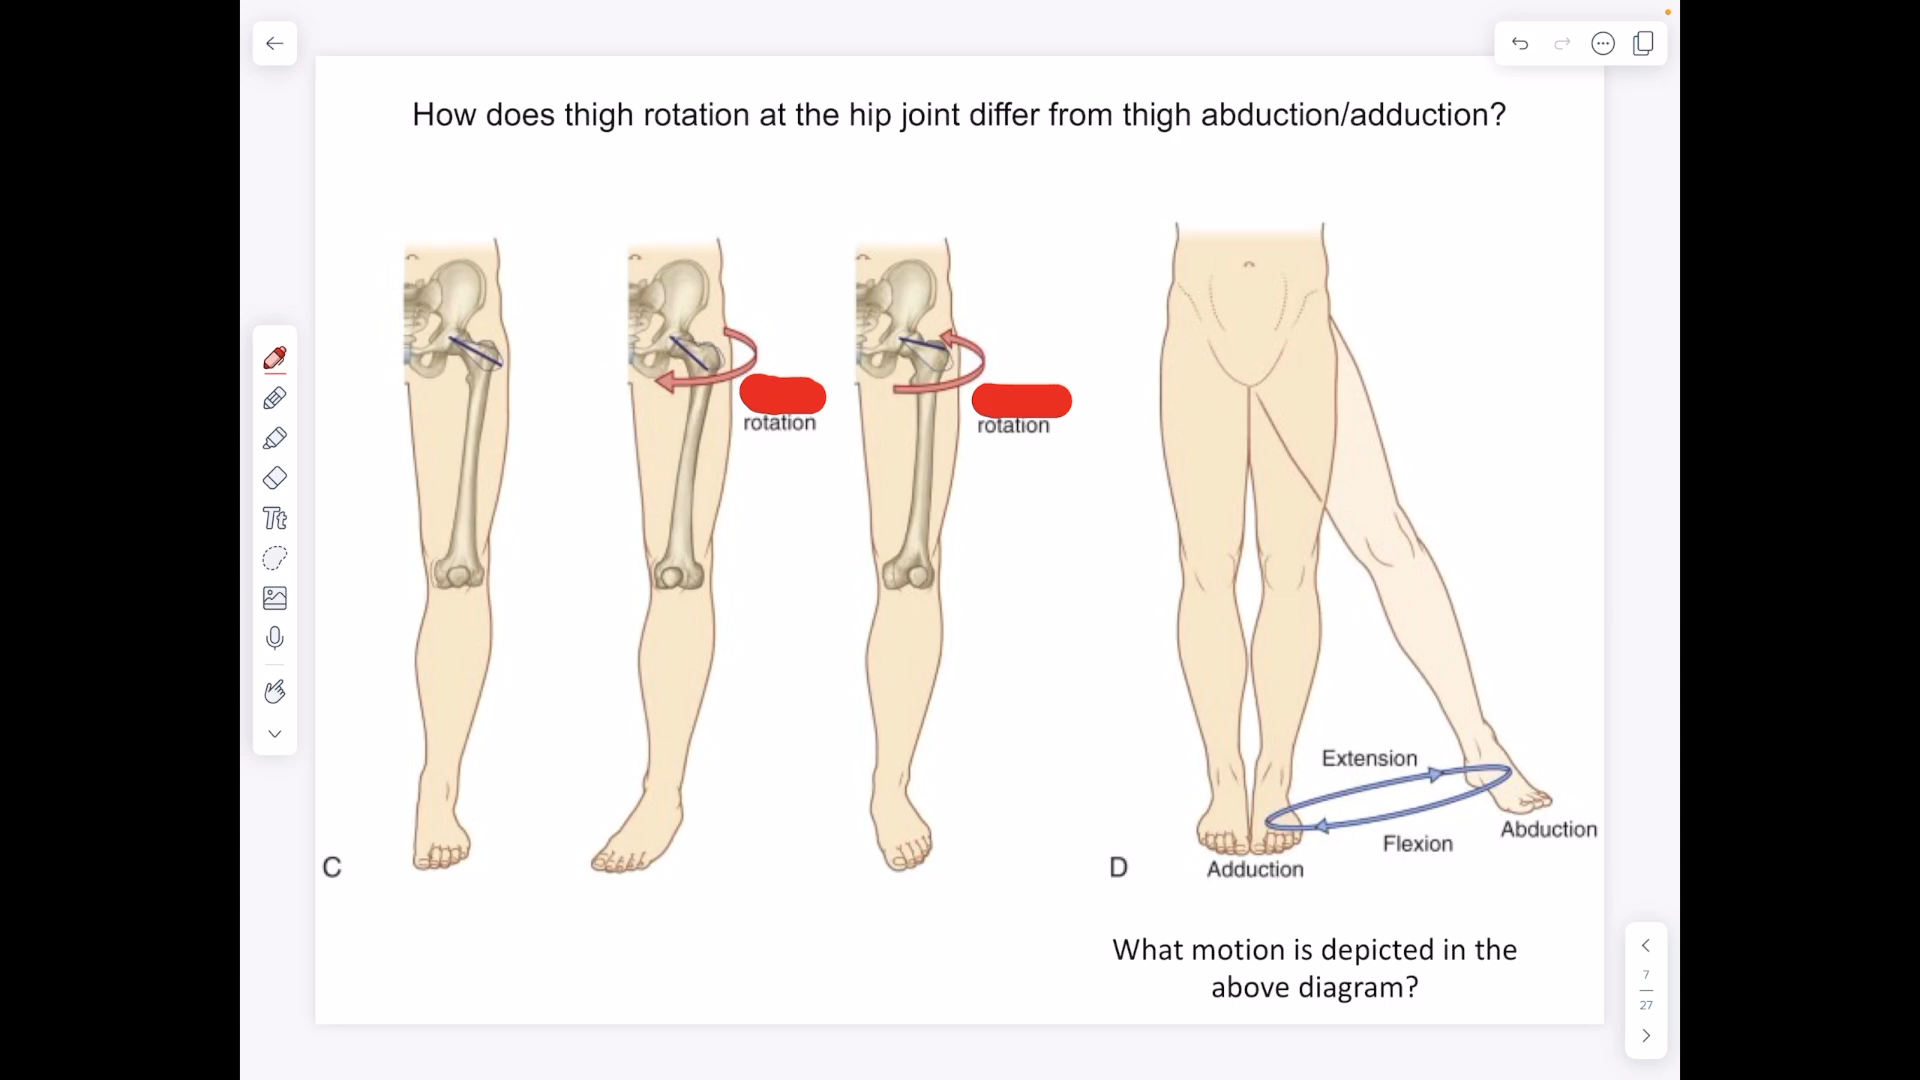 How does thigh rotation at the hip joint differ from thigh abduction/adduction?
rotation
rotation
C
Extension
Flexion
Abduction
D
Adduction
What motion is depicted in the
above diagram?
Tt
7
27